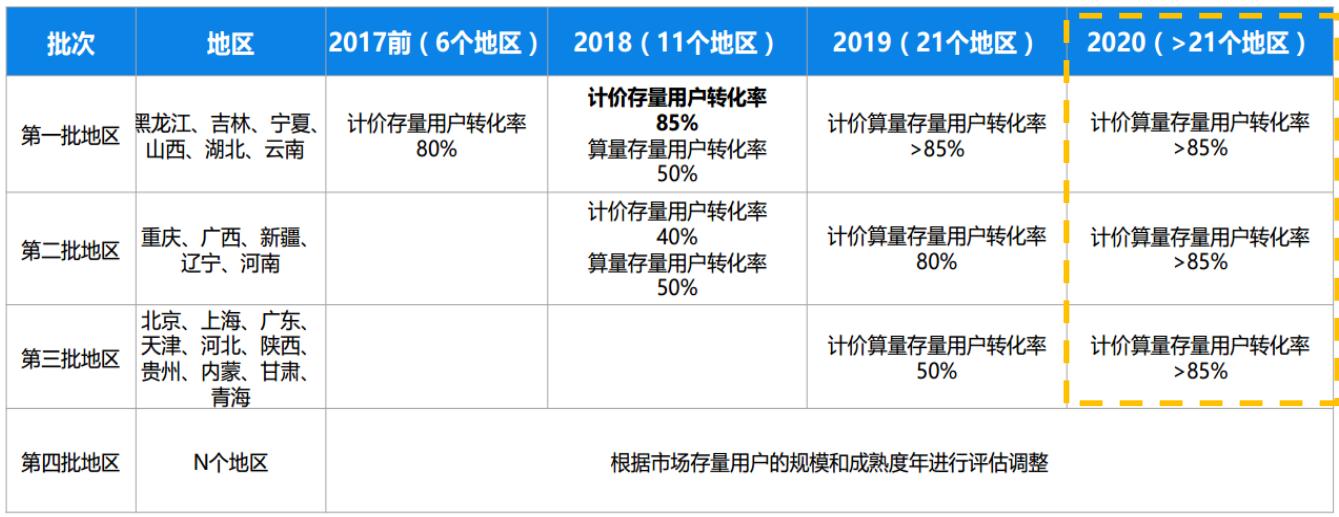 批次
地区
2017前（6个地区）
2018（11个地区）
2019（21个地区）
2020（>21个地区）
第一批地区
黑龙江、吉林、宁夏、
山西、湖北、云南
计价存量用户转化率
80%
计价存量用户转化率
85%
算量存量用户转化率
50%
计价算量存量用户转化率
>85%
计价算量存量用户转化率
>85%
第二批地区
重庆、广西、新疆、
辽宁、河南
计价存量用户转化率
40%
算量存量用户转化率
50%
计价算量存量用户转化率
80%
计价算量存量用户转化率
>85%
第三批地区
北京、上海、广东、
天津、河北、陕西、
贵州、内蒙、甘肃、
青海
计价算量存量用户转化率
50%
计价算量存量用户转化率
>85%
第四批地区
N个地区
根据市场存量用户的规模和成熟度年进行评估调整